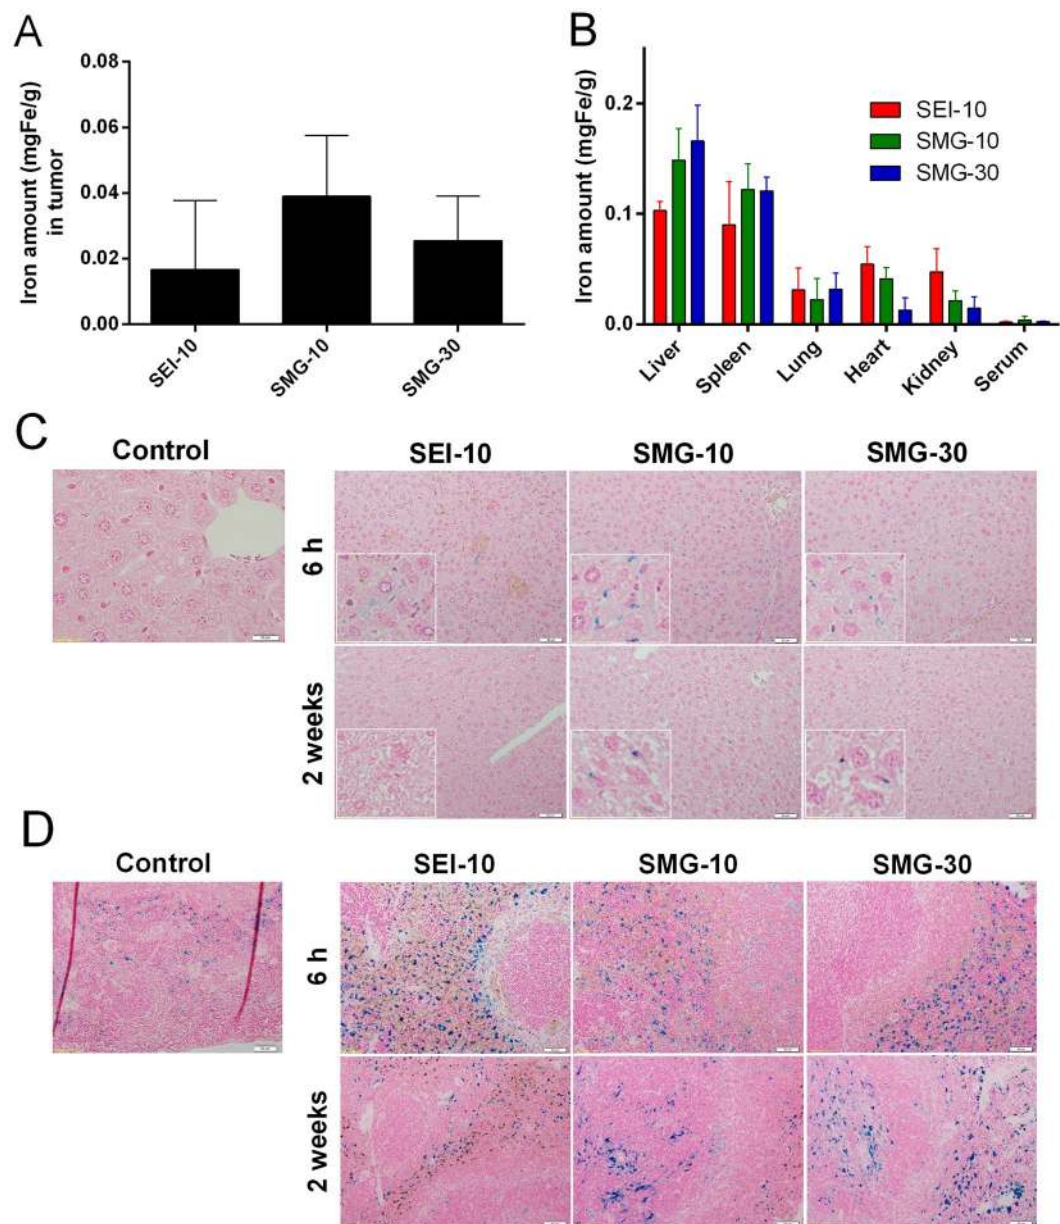 A
Iron amount (mgFe/g)
in tumor
0.08
0.06
0.04
0.02
0.00
SEI-10
SMG-10
SMG-30
B
Iron amount (mgFe/g)
0.2
0.1
0.0
SEI-10
SMG-10
SMG-30
Liver
Spleen
Lung
Heart
Kidney
Serum
C
Control
SEI-10
SMG-10
SMG-30
6 h
2 weeks
D
Control
SEI-10
SMG-10
SMG-30
6 h
2 weeks